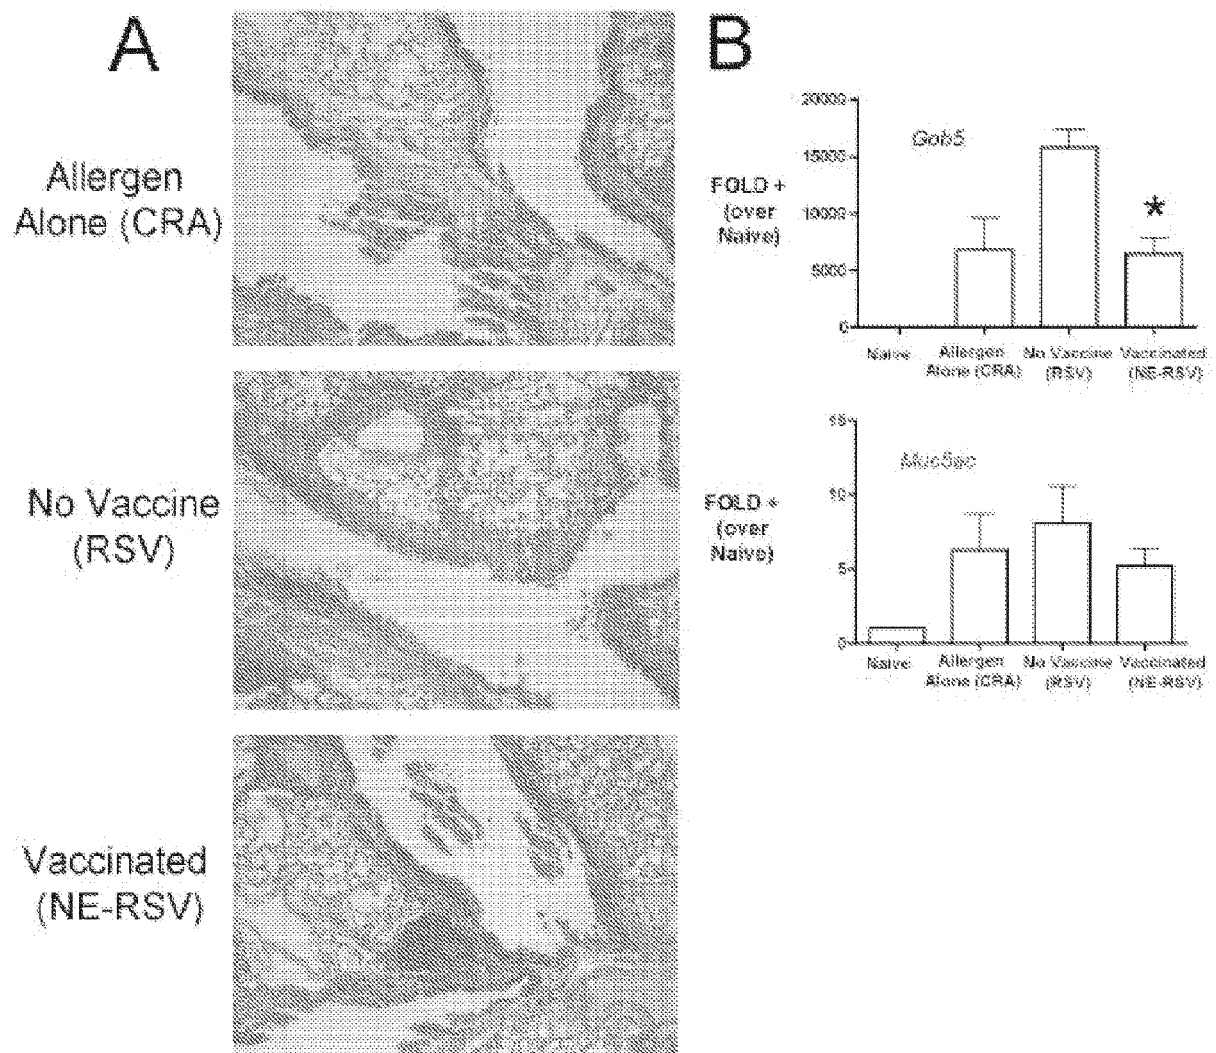 A
Allergen
Alone (CRA)
No Vaccine
(RSV)
Vaccinated
(NE-RSV)
B
20000
15000
10000
5000
0
Gob5
*
FOLD +
(over
Naive)
Naive
Allergen
Alone (CRA)
No Vaccine
(RSV)
Vaccinated
(NE-RSV)
15
10
5
0
Muc5ac
FOLD +
(over
Naive)
Naive
Allergen
Alone (CRA)
No Vaccine
(RSV)
Vaccinated
(NE-RSV)